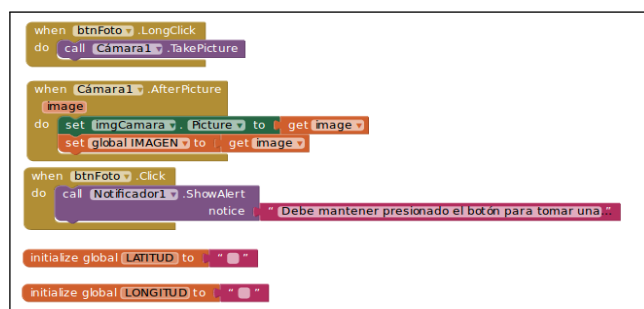 when btnFoto .LongClick
do call Cámara1 .TakePicture
when Cámara1 .AfterPicture
image
do set imgCamara . Picture to get image
set global IMAGEN to get image
when btnFoto .Click
do call Notificador1 .ShowAlert
notice " Debe mantener presionado el botón para tomar una... "
initialize global LATITUD to " "
initialize global LONGITUD to " "